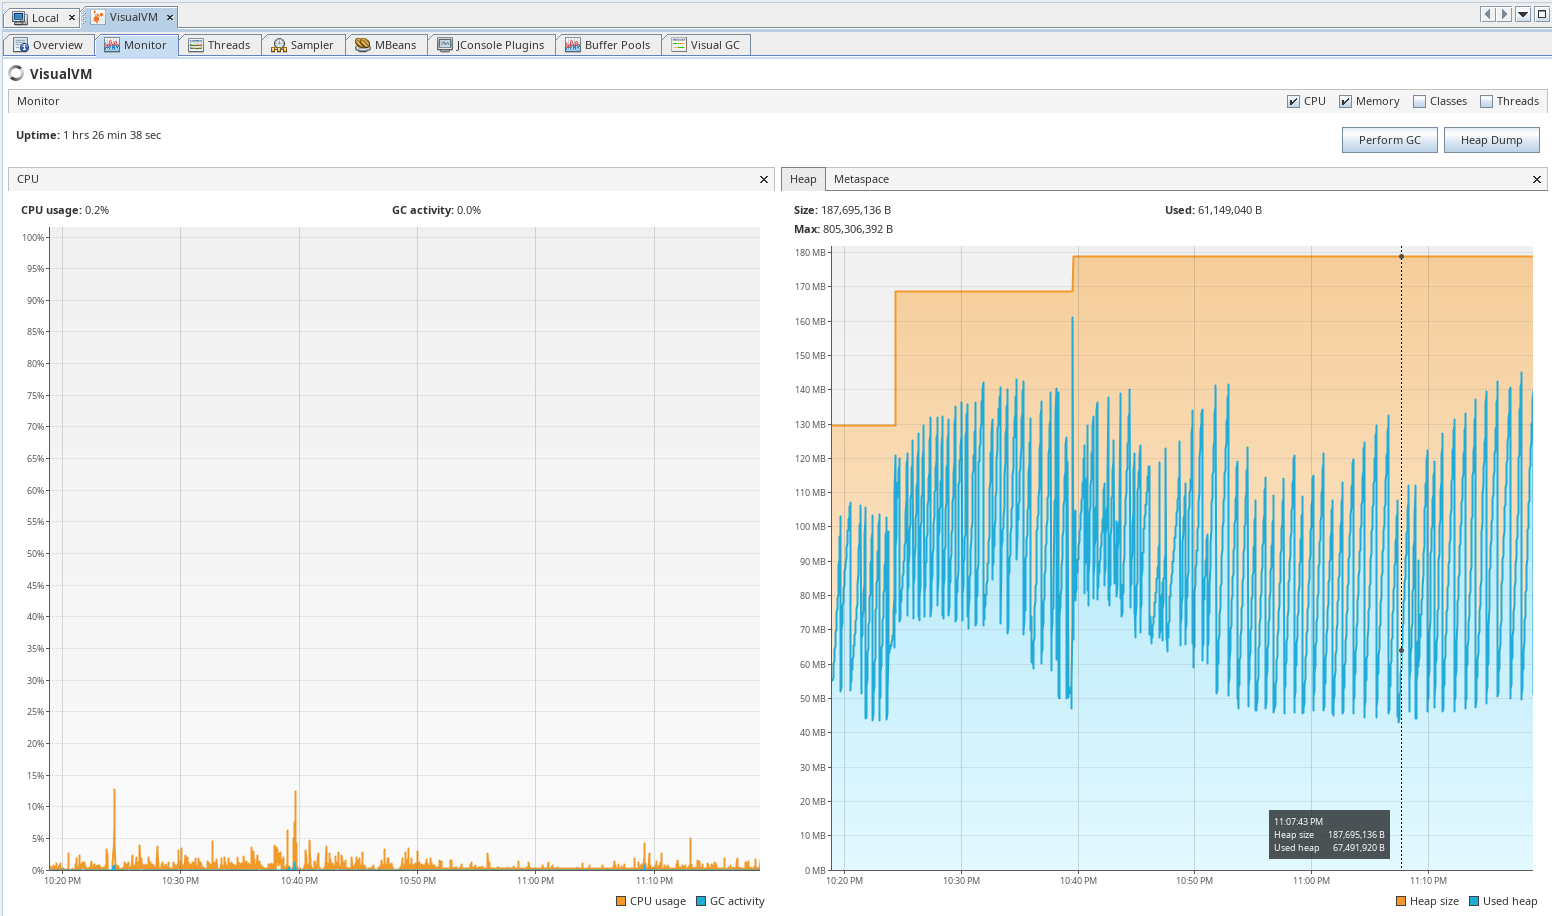 Local × VisualVM ×
Overview Monitor Threads Sampler MBeans JConsole Plugins Buffer Pools Visual GC
VisualVM
Monitor CPU Memory Classes Threads
Uptime: 1 hrs 26 min 38 sec
Perform GC Heap Dump
CPU ×
CPU usage: 0.2% GC activity: 0.0%
100%
95%
90%
85%
80%
75%
70%
65%
60%
55%
50%
45%
40%
35%
30%
25%
20%
15%
10%
5%
0%
10:20 PM 10:30 PM 10:40 PM 10:50 PM 11:00 PM 11:10 PM
CPU usage GC activity
Heap Metaspace ×
Size: 187,695,136 B Used: 61,149,040 B
Max: 805,306,392 B
180 MB
170 MB
160 MB
150 MB
140 MB
130 MB
120 MB
110 MB
100 MB
90 MB
80 MB
70 MB
60 MB
50 MB
40 MB
30 MB
20 MB
10 MB
0 MB
11:07:43 PM
Heap size 187,695,136 B
Used heap 67,491,920 B
10:20 PM 10:30 PM 10:40 PM 10:50 PM 11:00 PM 11:10 PM
Heap size Used heap